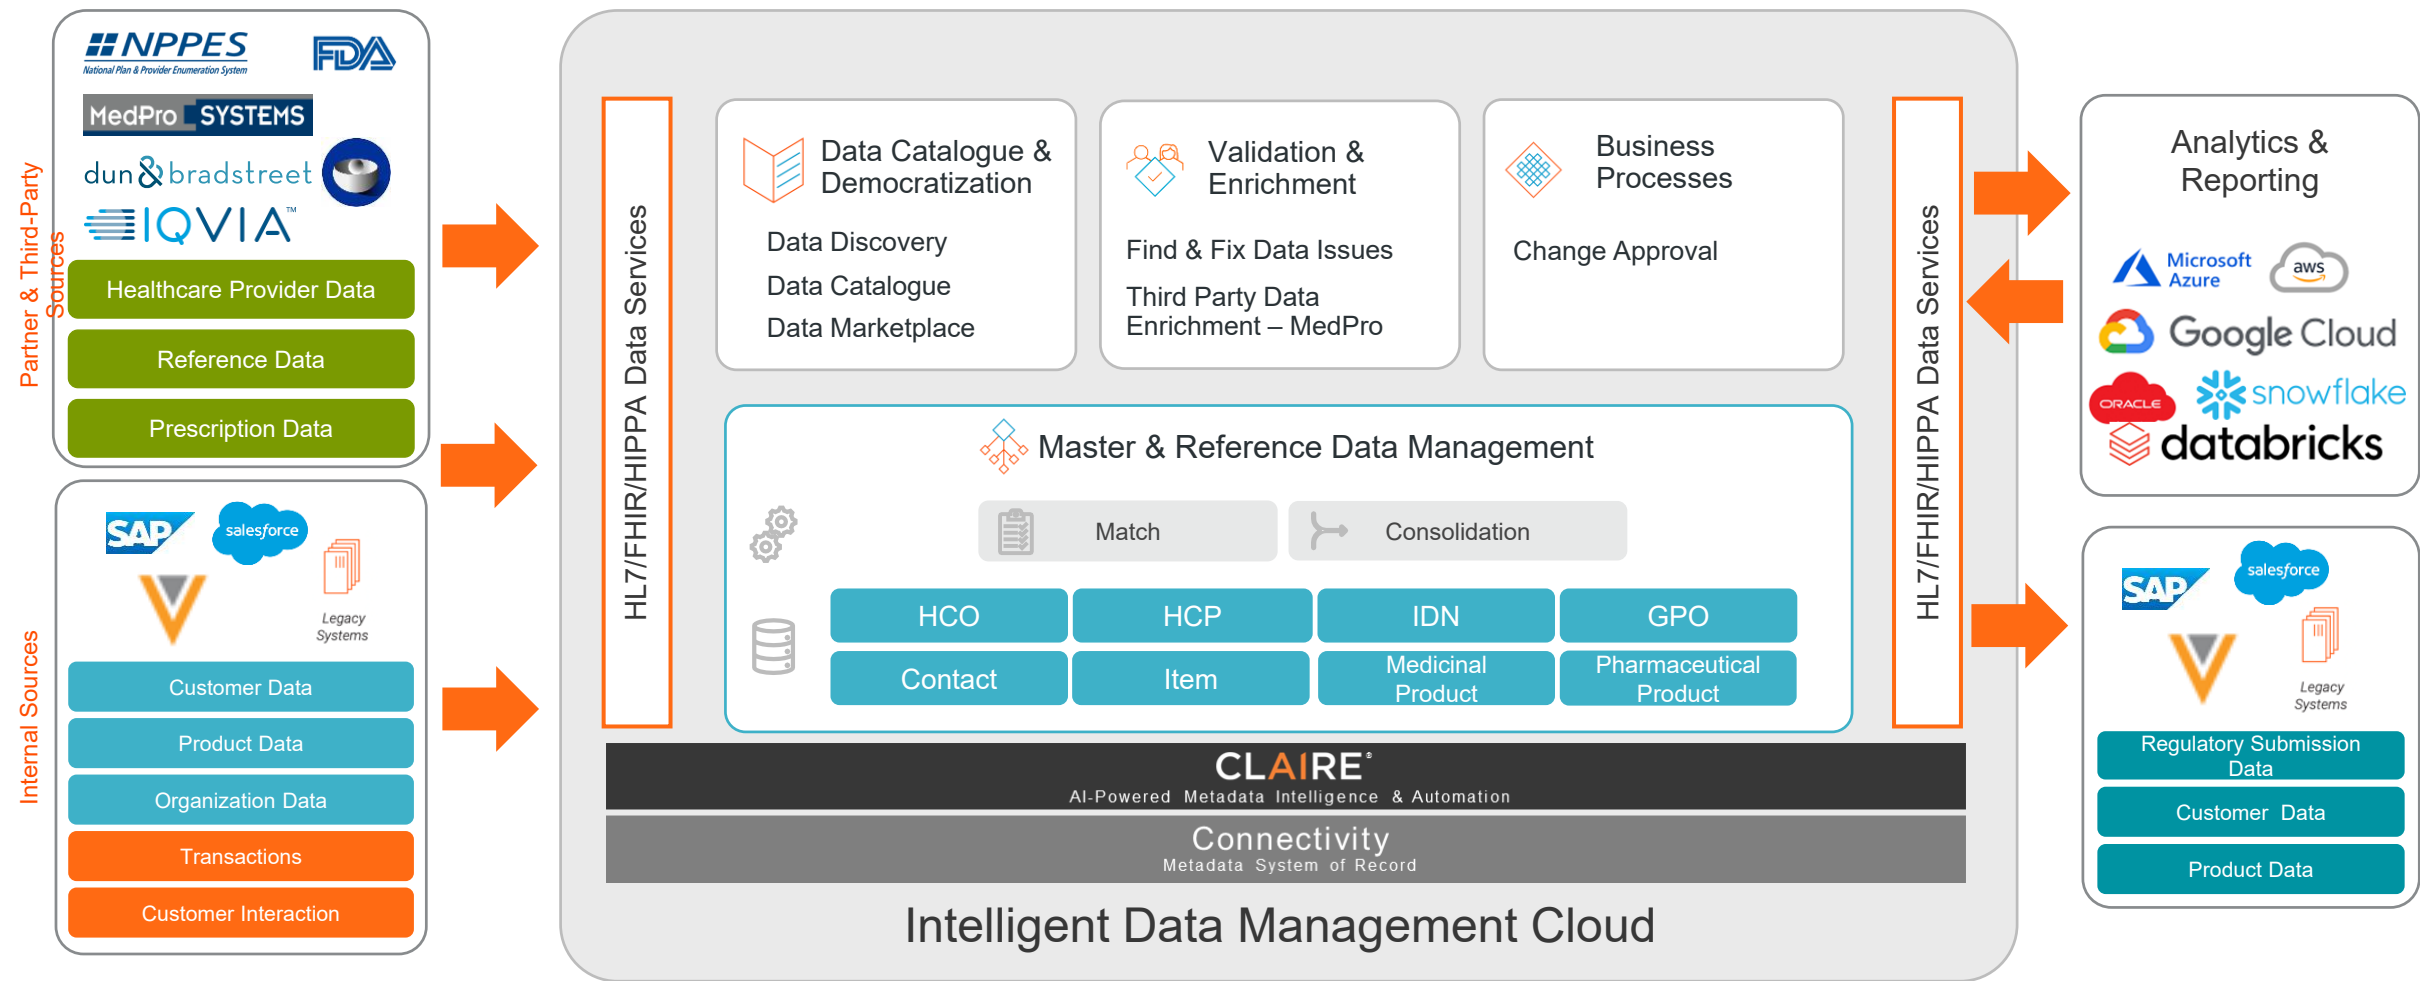 Partner & Third-Party
Sources
NPPES
National Plan & Provider Enumeration System
FDA
MedPro SYSTEMS
dun & bradstreet
IQVIA™
Healthcare Provider Data
Reference Data
Prescription Data
Internal Sources
SAP
salesforce
Legacy
Systems
Customer Data
Product Data
Organization Data
Transactions
Customer Interaction
HL7/FHIR/HIPPA Data Services
Data Catalogue &
Democratization
Data Discovery
Data Catalogue
Data Marketplace
Validation &
Enrichment
Find & Fix Data Issues
Third Party Data
Enrichment – MedPro
Business
Processes
Change Approval
Master & Reference Data Management
Match
Consolidation
HCO
HCP
IDN
GPO
Contact
Item
Medicinal
Product
Pharmaceutical
Product
CLAIRE®
AI-Powered Metadata Intelligence & Automation
Connectivity
Metadata System of Record
Intelligent Data Management Cloud
HL7/FHIR/HIPPA Data Services
Analytics &
Reporting
Microsoft
Azure
aws
Google Cloud
ORACLE
snowflake
databricks
SAP
salesforce
Legacy
Systems
Regulatory Submission
Data
Customer Data
Product Data